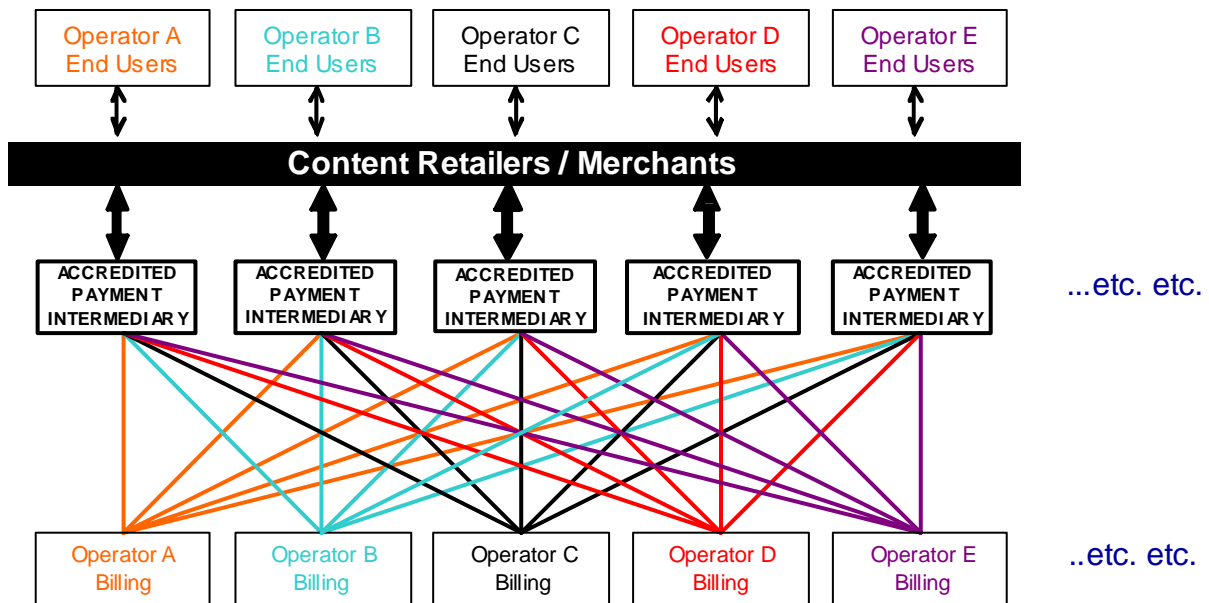 Operator A
End Users
Operator B
End Users
Operator C
End Users
Operator D
End Users
Operator E
End Users
Content Retailers / Merchants
ACCREDITED
PAYMENT
INTERMEDIARY
ACCREDITED
PAYMENT
INTERMEDIARY
ACCREDITED
PAYMENT
INTERMEDIARY
ACCREDITED
PAYMENT
INTERMEDIARY
ACCREDITED
PAYMENT
INTERMEDIARY
...etc. etc.
Operator A
Billing
Operator B
Billing
Operator C
Billing
Operator D
Billing
Operator E
Billing
..etc. etc.